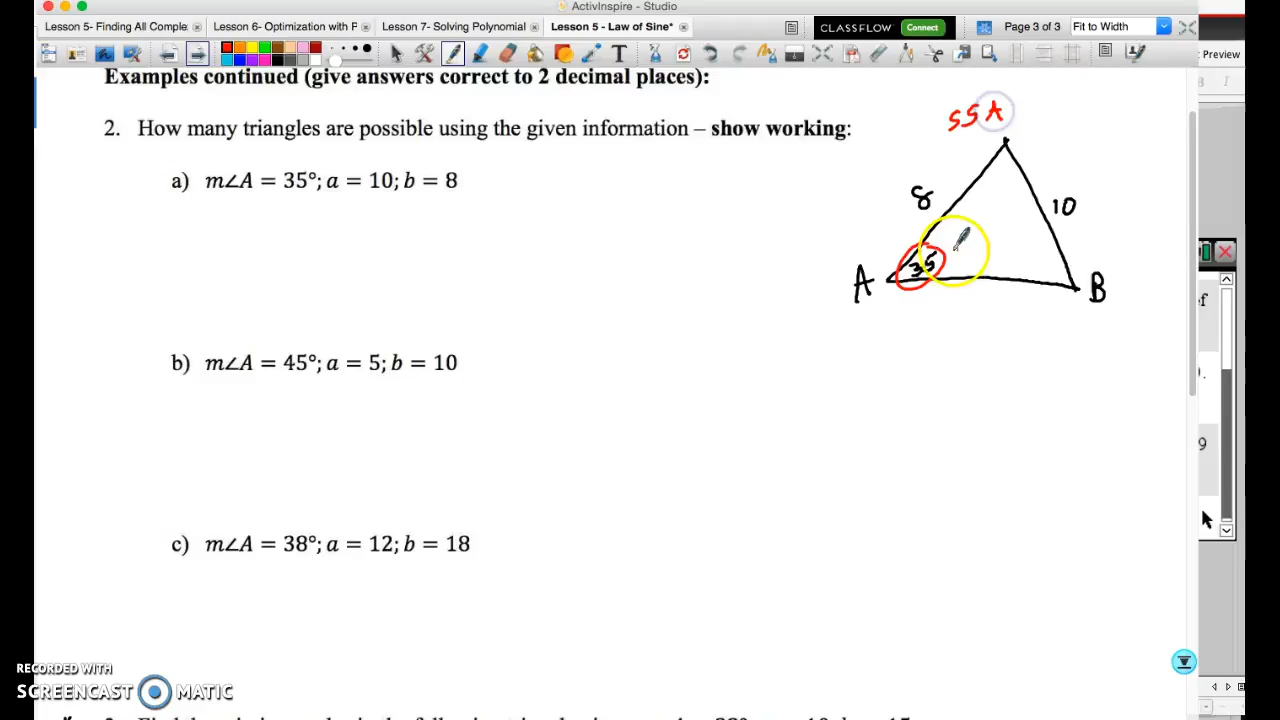 ActivInspire - Studio
Lesson 5- Finding All Comple
Lesson 6- Optimization with P
Lesson 7- Solving Polynomial
Lesson 5 - Law of Sine*
CLASSFLOW Connect
Page 3 of 3
Fit to Width
Preview
Examples continued (give answers correct to 2 decimal places):
SSA
2. How many triangles are possible using the given information – show working:
a) m∠A = 35°; a = 10; b = 8
8
10
35
A
B
b) m∠A = 45°; a = 5; b = 10
c) m∠A = 38°; a = 12; b = 18
RECORDED WITH
SCREENCAST MATIC